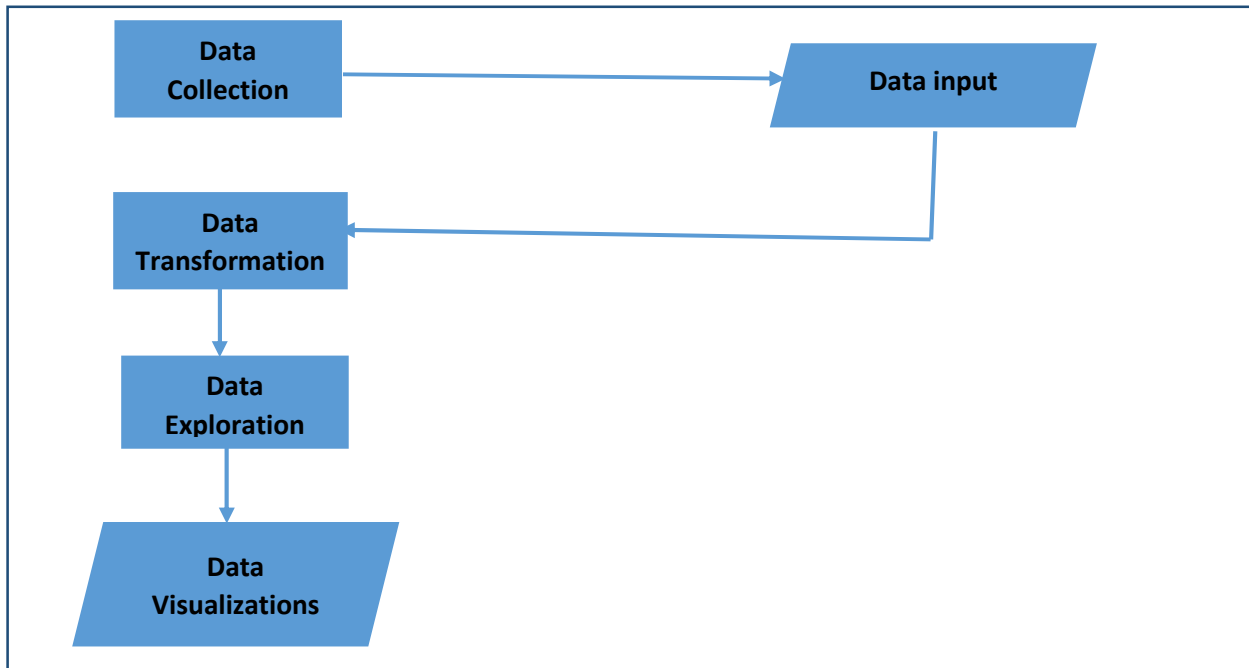 Data
Collection
Data input
Data
Transformation
Data
Exploration
Data
Visualizations